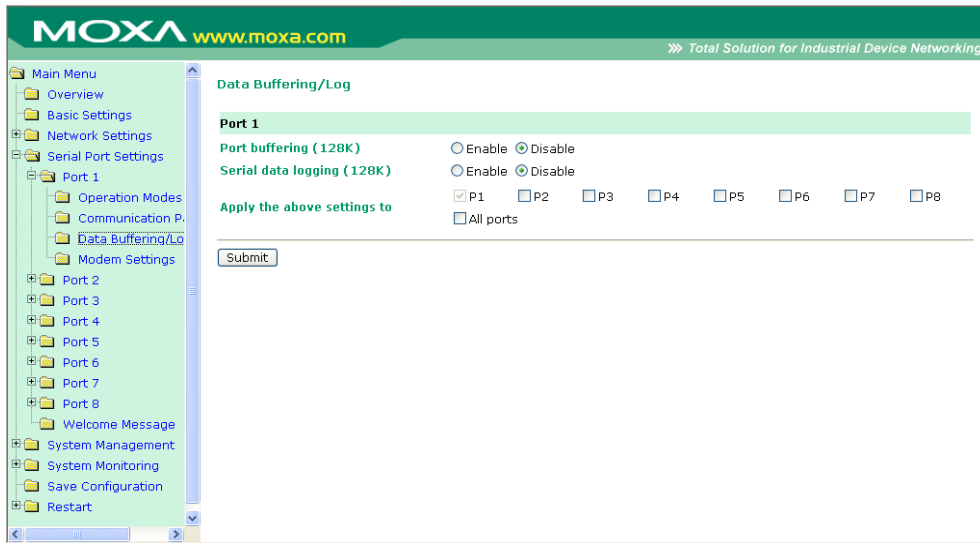 MOXA www.moxa.com
Total Solution for Industrial Device Networking
Main Menu
Overview
Basic Settings
Network Settings
Serial Port Settings
Port 1
Operation Modes
Communication Pa
Data Buffering/Lo
Modem Settings
Port 2
Port 3
Port 4
Port 5
Port 6
Port 7
Port 8
Welcome Message
System Management
System Monitoring
Save Configuration
Restart
Data Buffering/Log
Port 1
Port buffering (128K) Enable Disable
Serial data logging (128K) Enable Disable
Apply the above settings to P1 P2 P3 P4 P5 P6 P7 P8
All ports
Submit